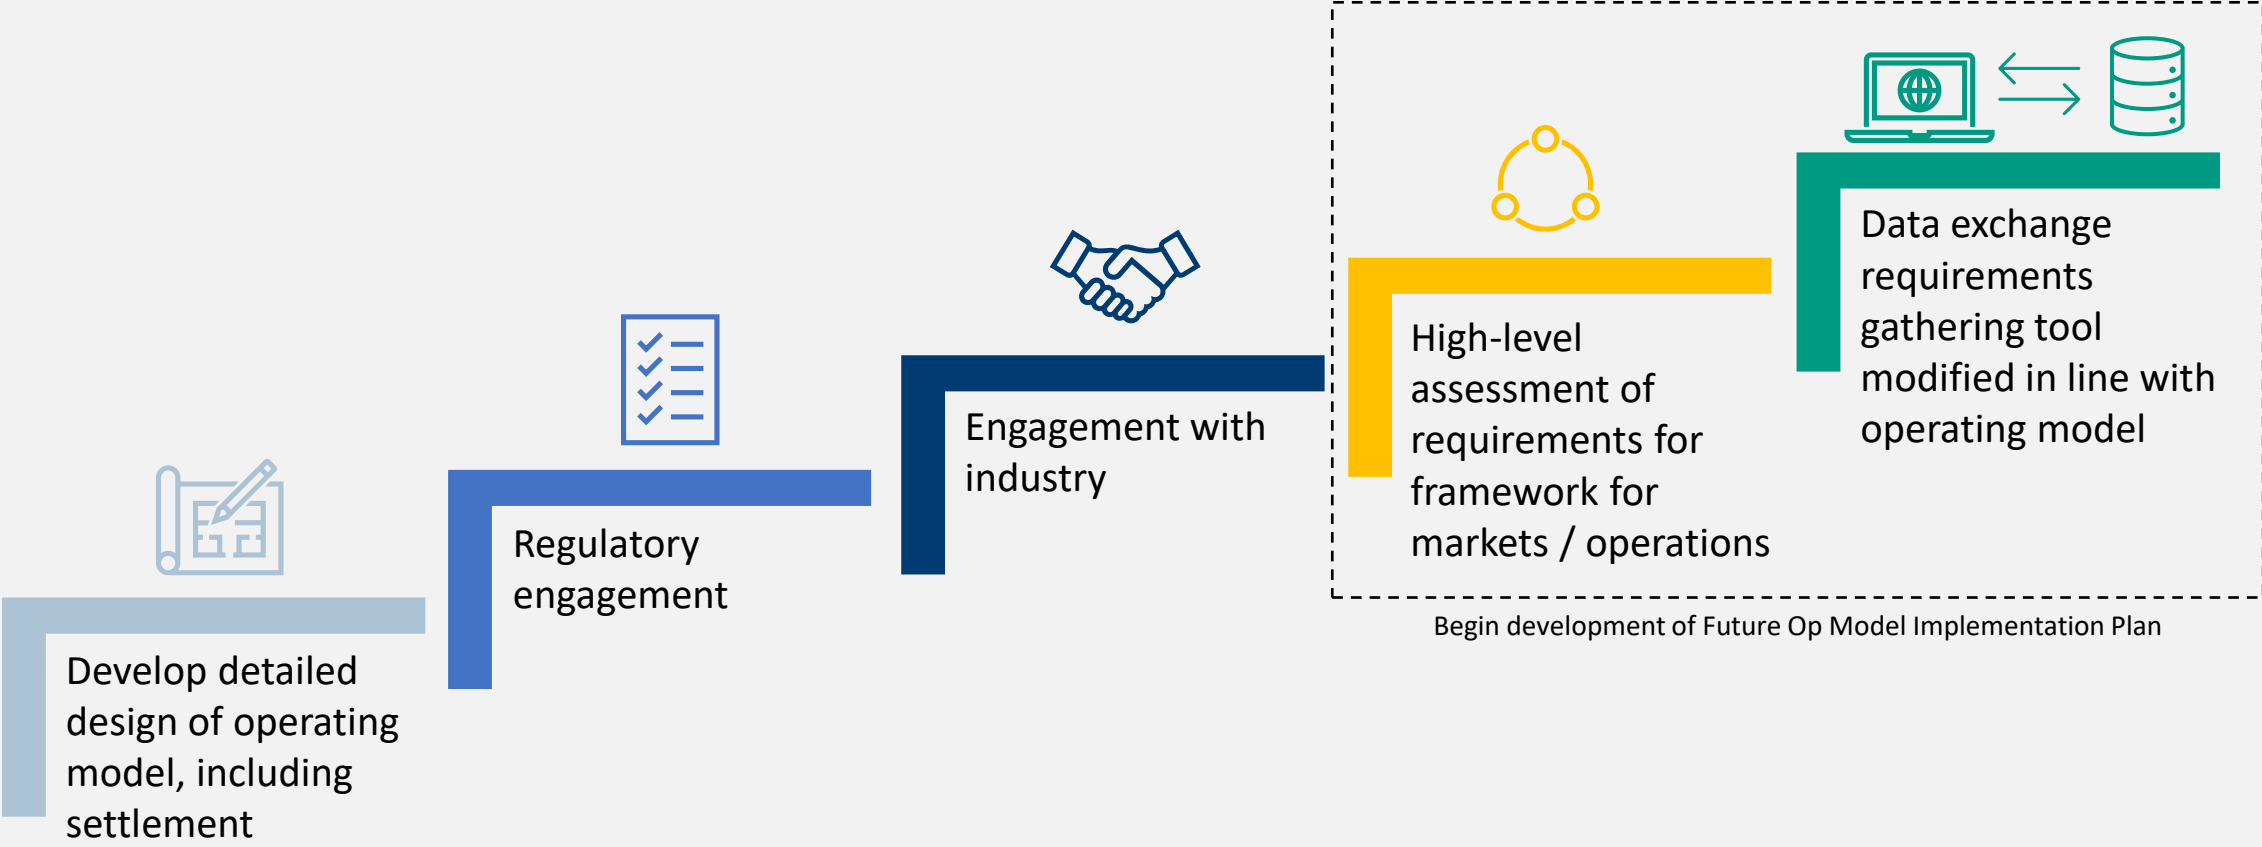 Develop detailed
design of operating
model, including
settlement
Regulatory
engagement
Engagement with
industry
High-level
assessment of
requirements for
framework for
markets / operations
Data exchange
requirements
gathering tool
modified in line with
operating model
Begin development of Future Op Model Implementation Plan